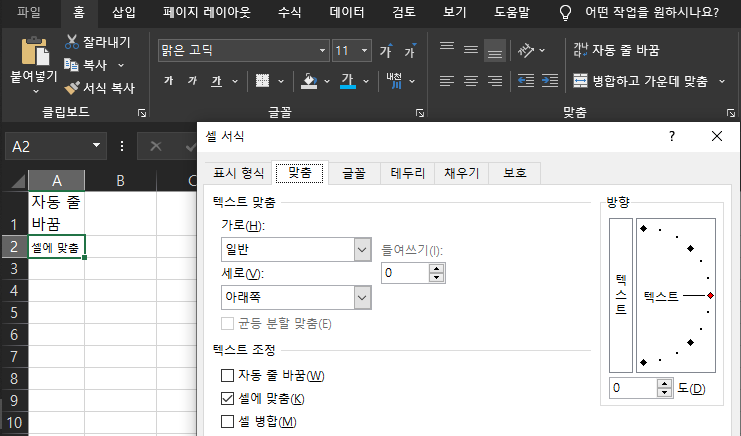 파일 홈 삽입 페이지 레이아웃 수식 데이터 검토 보기 도움말 어떤 작업을 원하시나요?
붙여넣기
잘라내기
복사
서식 복사
클립보드
맑은 고딕 11 가 가
가 가 가 가 내천 川
글꼴
가나다 자동 줄 바꿈
병합하고 가운데 맞춤
맞춤
A2
A B C
1 자동 줄
바꿈
2 셀에 맞춤
3
4
5
6
7
8
9
10
셀 서식 ?
표시 형식 맞춤 글꼴 테두리 채우기 보호
텍스트 맞춤
가로(H):
일반
들여쓰기(I):
0
세로(V):
아래쪽
균등 분할 맞춤(E)
텍스트 조정
자동 줄 바꿈(W)
셀에 맞춤(K)
셀 병합(M)
방향
텍스트
텍스트
0 도(D)